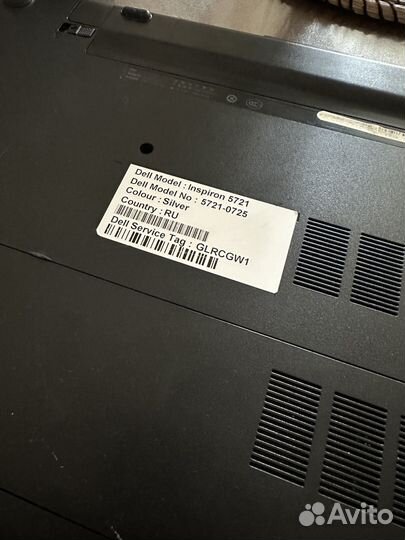 Dell Model : Inspiron 5721
Dell Model No : 5721-0725
Colour : Silver
Country : RU
Dell Service Tag : GLRCGW1
Avito